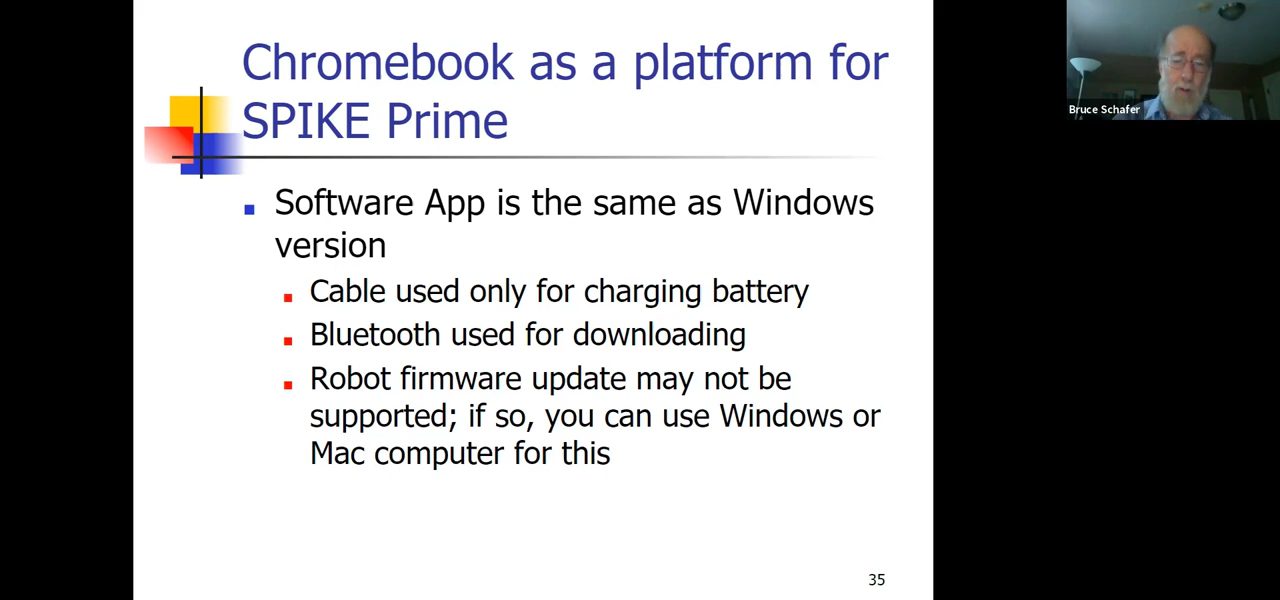 Chromebook as a platform for
SPIKE Prime
Software App is the same as Windows
version
Cable used only for charging battery
Bluetooth used for downloading
Robot firmware update may not be
supported; if so, you can use Windows or
Mac computer for this
35
Bruce Schafer